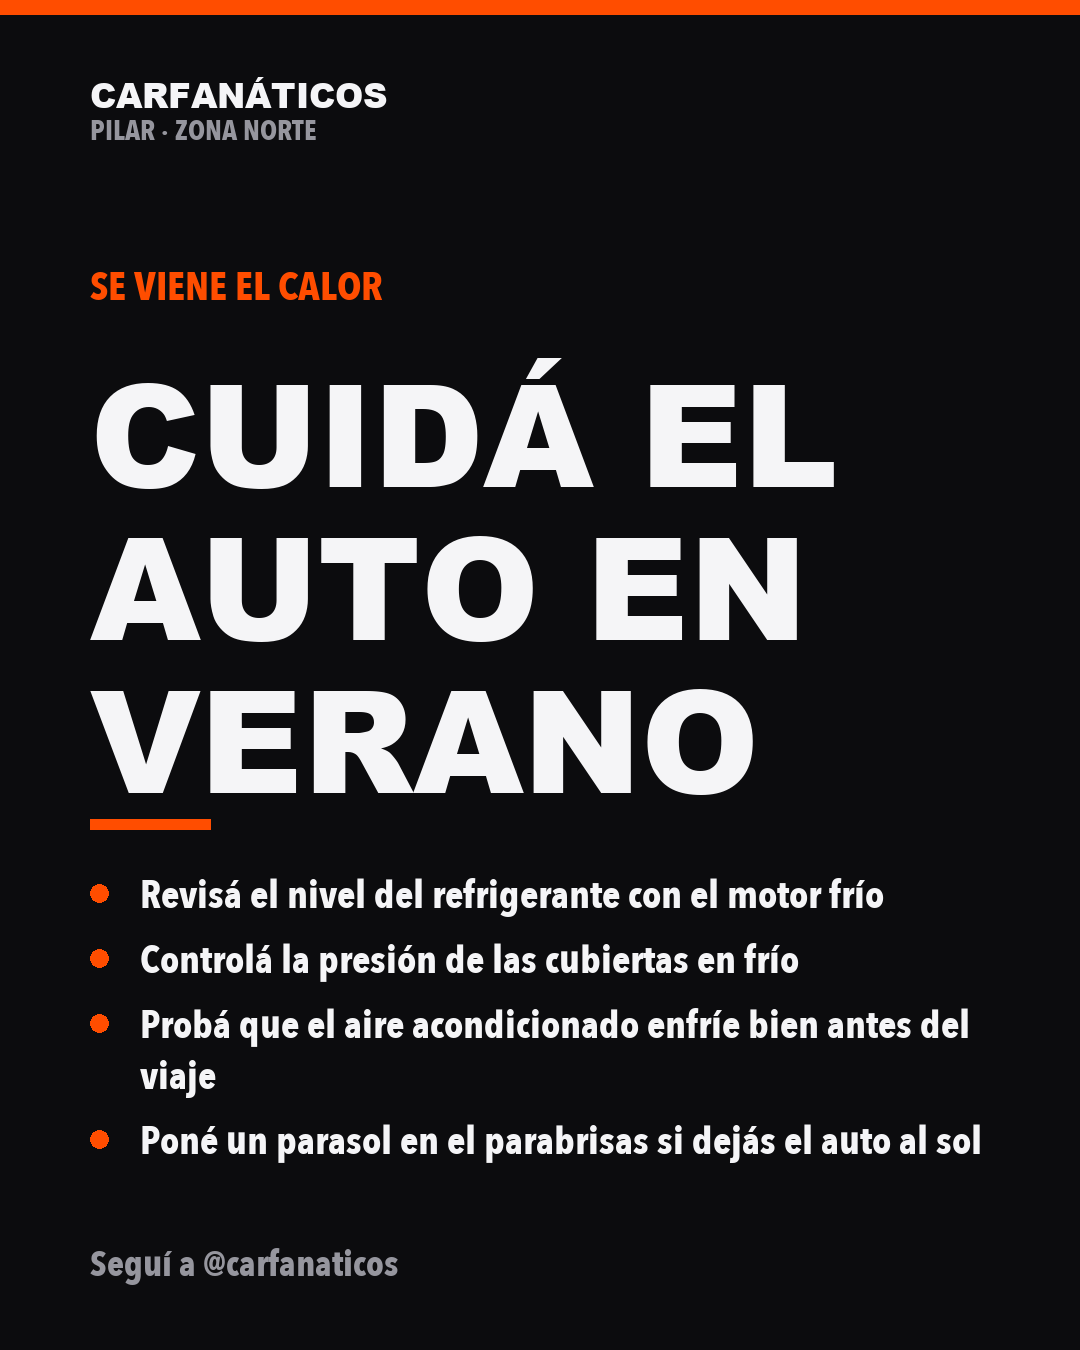 CARFANÁTICOS
PILAR · ZONA NORTE
SE VIENE EL CALOR
CUIDÁ EL
AUTO EN
VERANO
Revisá el nivel del refrigerante con el motor frío
Controlá la presión de las cubiertas en frío
Probá que el aire acondicionado enfríe bien antes del
viaje
Poné un parasol en el parabrisas si dejás el auto al sol
Seguí a @carfanaticos